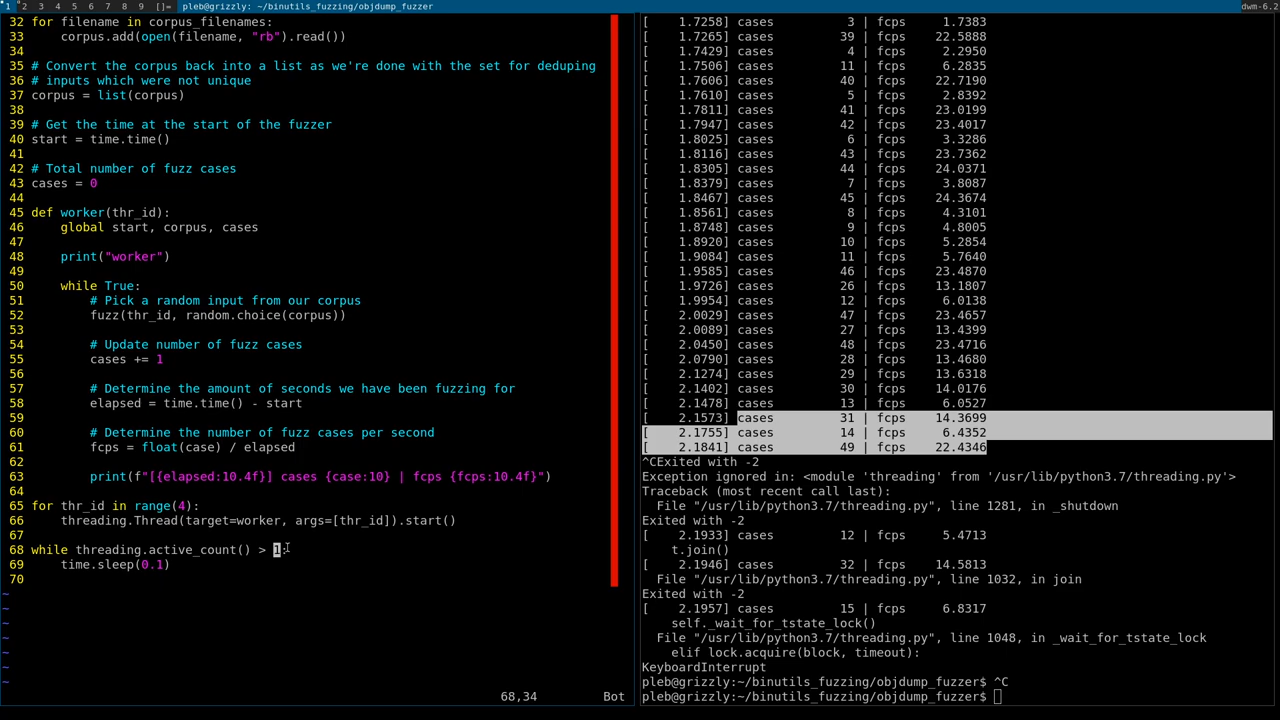 1 2 3 4 5 6 7 8 9 []= pleb@grizzly: ~/binutils_fuzzing/objdump_fuzzer dwm-6.2
32 for filename in corpus_filenames:
33     corpus.add(open(filename, "rb").read())
34
35 # Convert the corpus back into a list as we're done with the set for deduping
36 # inputs which were not unique
37 corpus = list(corpus)
38
39 # Get the time at the start of the fuzzer
40 start = time.time()
41
42 # Total number of fuzz cases
43 cases = 0
44
45 def worker(thr_id):
46     global start, corpus, cases
47
48     print("worker")
49
50     while True:
51         # Pick a random input from our corpus
52         fuzz(thr_id, random.choice(corpus))
53
54         # Update number of fuzz cases
55         cases += 1
56
57         # Determine the amount of seconds we have been fuzzing for
58         elapsed = time.time() - start
59
60         # Determine the number of fuzz cases per second
61         fcps = float(case) / elapsed
62
63         print(f"[{elapsed:10.4f}] cases {case:10} | fcps {fcps:10.4f}")
64
65 for thr_id in range(4):
66     threading.Thread(target=worker, args=[thr_id]).start()
67
68 while threading.active_count() > 1:
69     time.sleep(0.1)
70
~
~
~
~
~
~
~
68,34 Bot
[    1.7258] cases          3 | fcps     1.7383
[    1.7265] cases         39 | fcps    22.5888
[    1.7429] cases          4 | fcps     2.2950
[    1.7506] cases         11 | fcps     6.2835
[    1.7606] cases         40 | fcps    22.7190
[    1.7610] cases          5 | fcps     2.8392
[    1.7811] cases         41 | fcps    23.0199
[    1.7947] cases         42 | fcps    23.4017
[    1.8025] cases          6 | fcps     3.3286
[    1.8116] cases         43 | fcps    23.7362
[    1.8305] cases         44 | fcps    24.0371
[    1.8379] cases          7 | fcps     3.8087
[    1.8467] cases         45 | fcps    24.3674
[    1.8561] cases          8 | fcps     4.3101
[    1.8748] cases          9 | fcps     4.8005
[    1.8920] cases         10 | fcps     5.2854
[    1.9084] cases         11 | fcps     5.7640
[    1.9585] cases         46 | fcps    23.4870
[    1.9726] cases         26 | fcps    13.1807
[    1.9954] cases         12 | fcps     6.0138
[    2.0029] cases         47 | fcps    23.4657
[    2.0089] cases         27 | fcps    13.4399
[    2.0450] cases         48 | fcps    23.4716
[    2.0790] cases         28 | fcps    13.4680
[    2.1274] cases         29 | fcps    13.6318
[    2.1402] cases         30 | fcps    14.0176
[    2.1478] cases         13 | fcps     6.0527
[    2.1573] cases         31 | fcps    14.3699
[    2.1755] cases         14 | fcps     6.4352
[    2.1841] cases         49 | fcps    22.4346
^CExited with -2
Exception ignored in: <module 'threading' from '/usr/lib/python3.7/threading.py'>
Traceback (most recent call last):
  File "/usr/lib/python3.7/threading.py", line 1281, in _shutdown
Exited with -2
[    2.1933] cases         12 | fcps     5.4713
    t.join()
[    2.1946] cases         32 | fcps    14.5813
  File "/usr/lib/python3.7/threading.py", line 1032, in join
Exited with -2
[    2.1957] cases         15 | fcps     6.8317
    self._wait_for_tstate_lock()
  File "/usr/lib/python3.7/threading.py", line 1048, in _wait_for_tstate_lock
    elif lock.acquire(block, timeout):
KeyboardInterrupt
pleb@grizzly:~/binutils_fuzzing/objdump_fuzzer$ ^C
pleb@grizzly:~/binutils_fuzzing/objdump_fuzzer$